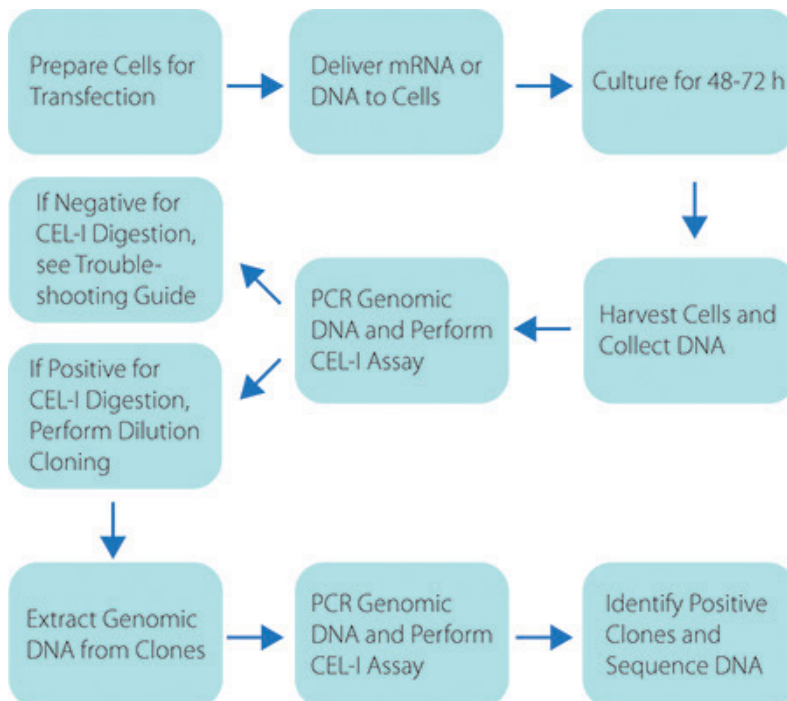 Prepare Cells for
Transfection
Deliver mRNA or
DNA to Cells
Culture for 48-72 h
Harvest Cells and
Collect DNA
PCR Genomic
DNA and Perform
CEL-I Assay
If Negative for
CEL-I Digestion,
see Trouble-
shooting Guide
If Positive for
CEL-I Digestion,
Perform Dilution
Cloning
Extract Genomic
DNA from Clones
PCR Genomic
DNA and Perform
CEL-I Assay
Identify Positive
Clones and
Sequence DNA